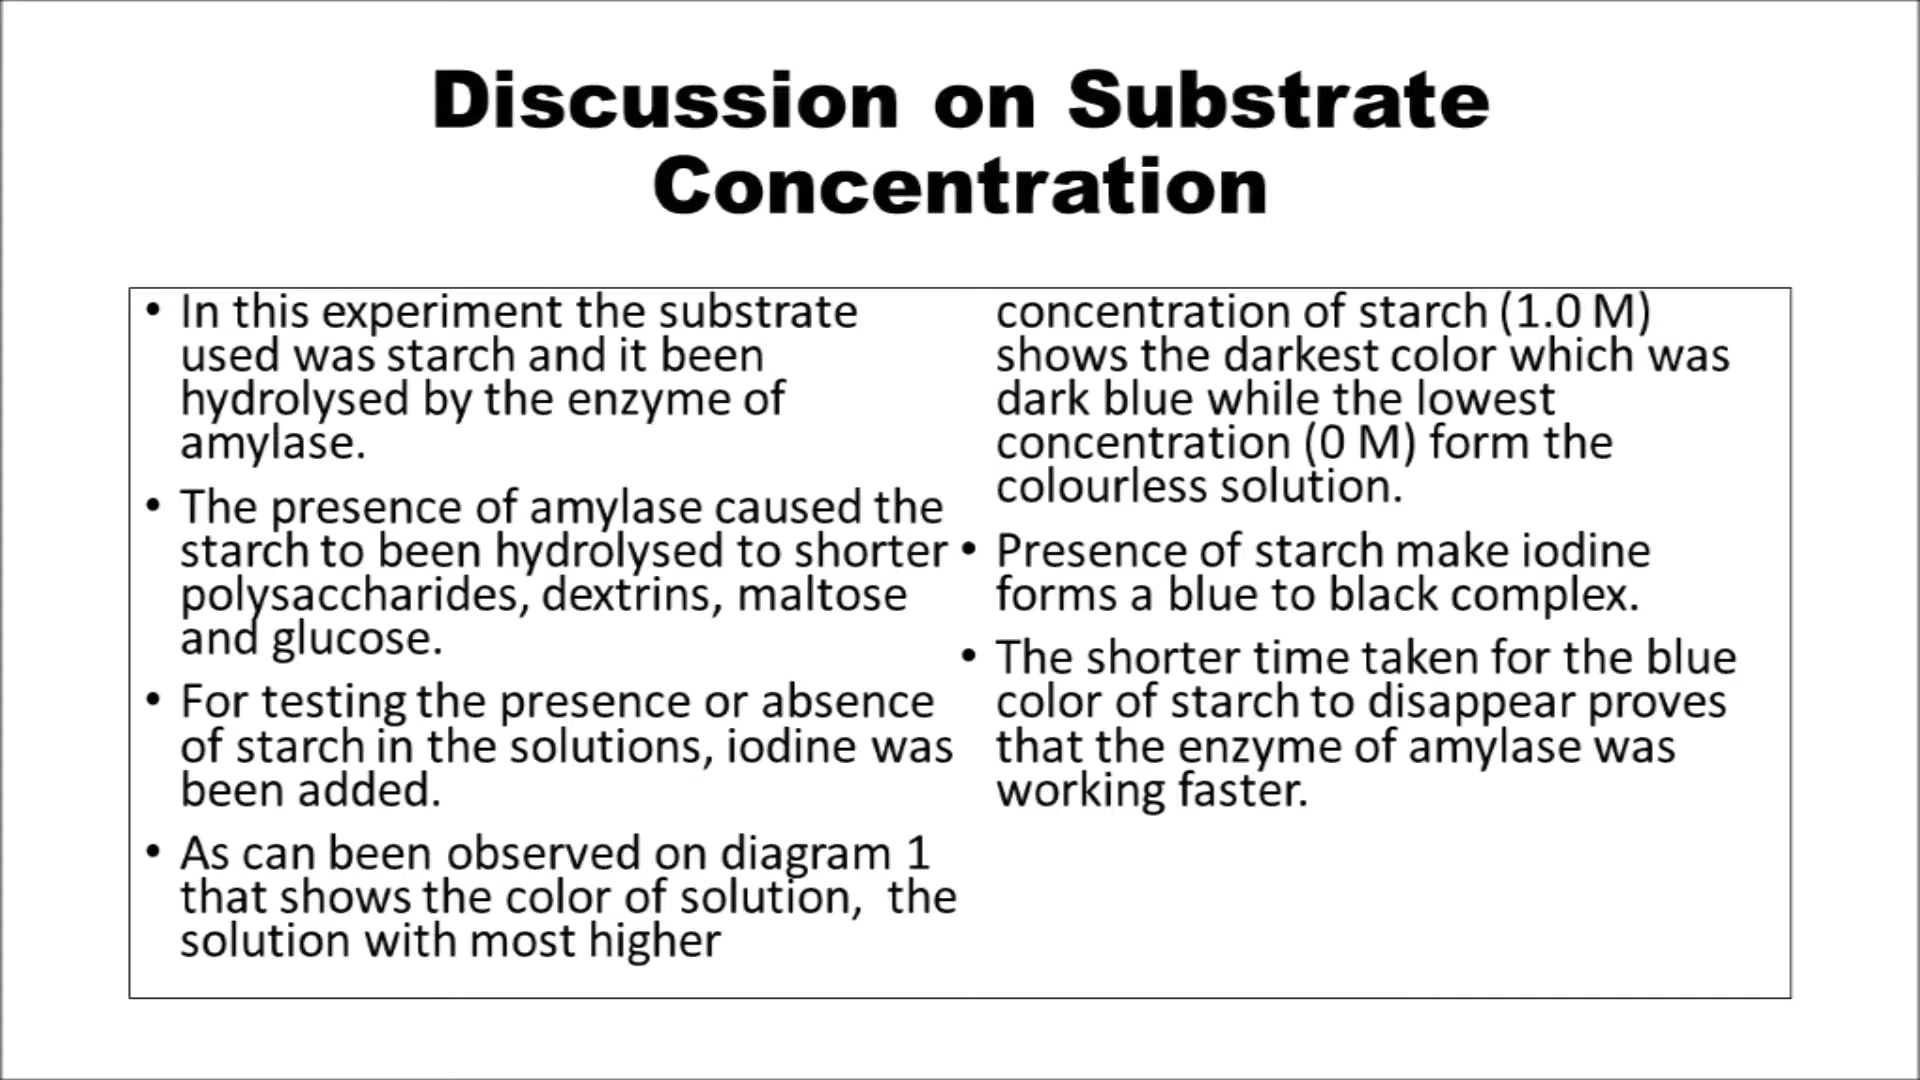 Discussion on Substrate
Concentration
• In this experiment the substrate
used was starch and it been
hydrolysed by the enzyme of
amylase.
• The presence of amylase caused the
starch to been hydrolysed to shorter
polysaccharides, dextrins, maltose
and glucose.
• For testing the presence or absence
of starch in the solutions, iodine was
been added.
• As can been observed on diagram 1
that shows the color of solution,  the
solution with most higher
concentration of starch (1.0 M)
shows the darkest color which was
dark blue while the lowest
concentration (0 M) form the
colourless solution.
• Presence of starch make iodine
forms a blue to black complex.
• The shorter time taken for the blue
color of starch to disappear proves
that the enzyme of amylase was
working faster.